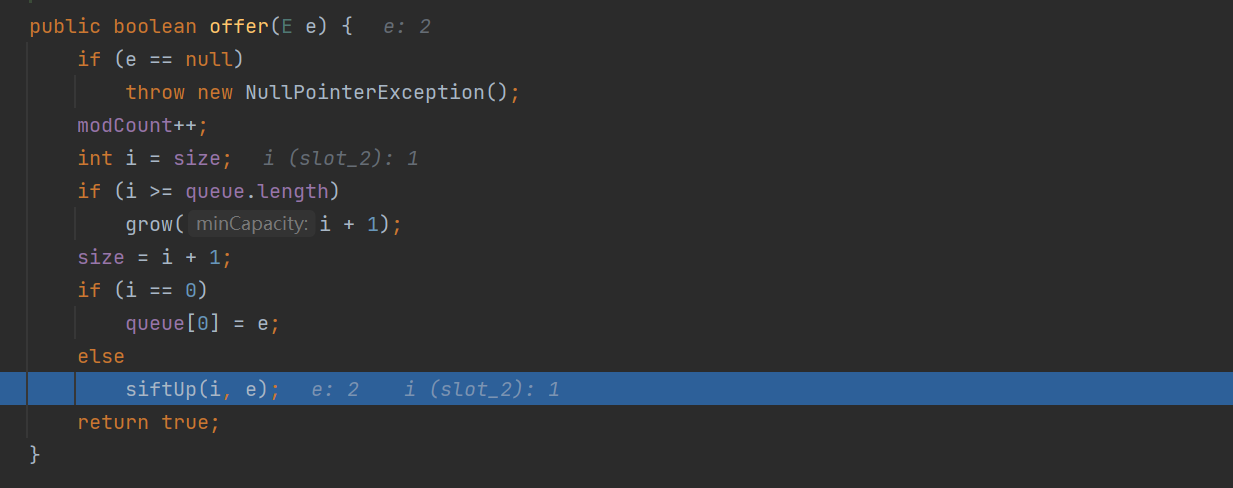 public boolean offer(E e) {   e: 2
    if (e == null)
        throw new NullPointerException();
    modCount++;
    int i = size;   i (slot_2): 1
    if (i >= queue.length)
        grow( minCapacity: i + 1);
    size = i + 1;
    if (i == 0)
        queue[0] = e;
    else
        siftUp(i, e);   e: 2    i (slot_2): 1
    return true;
}